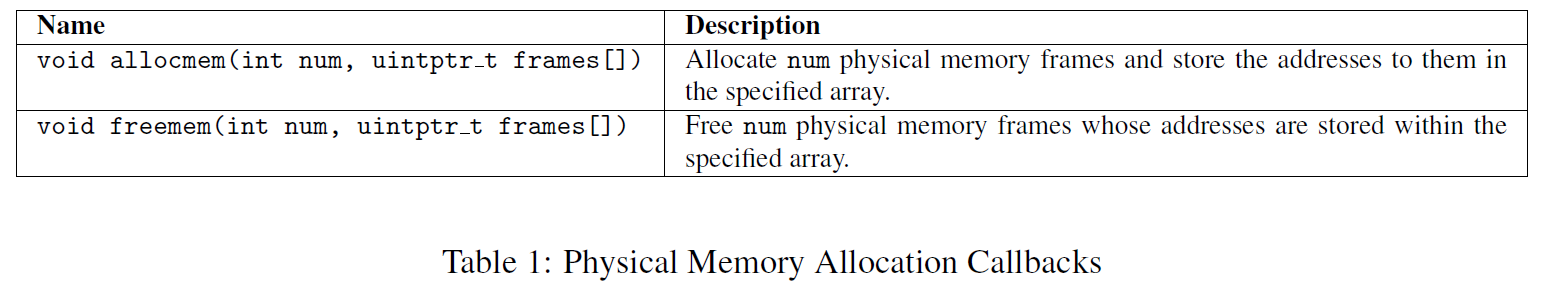 Name Description
void allocmem(int num, uintptr_t frames[]) Allocate num physical memory frames and store the addresses to them in
the specified array.
void freemem(int num, uintptr_t frames[]) Free num physical memory frames whose addresses are stored within the
specified array.
Table 1: Physical Memory Allocation Callbacks